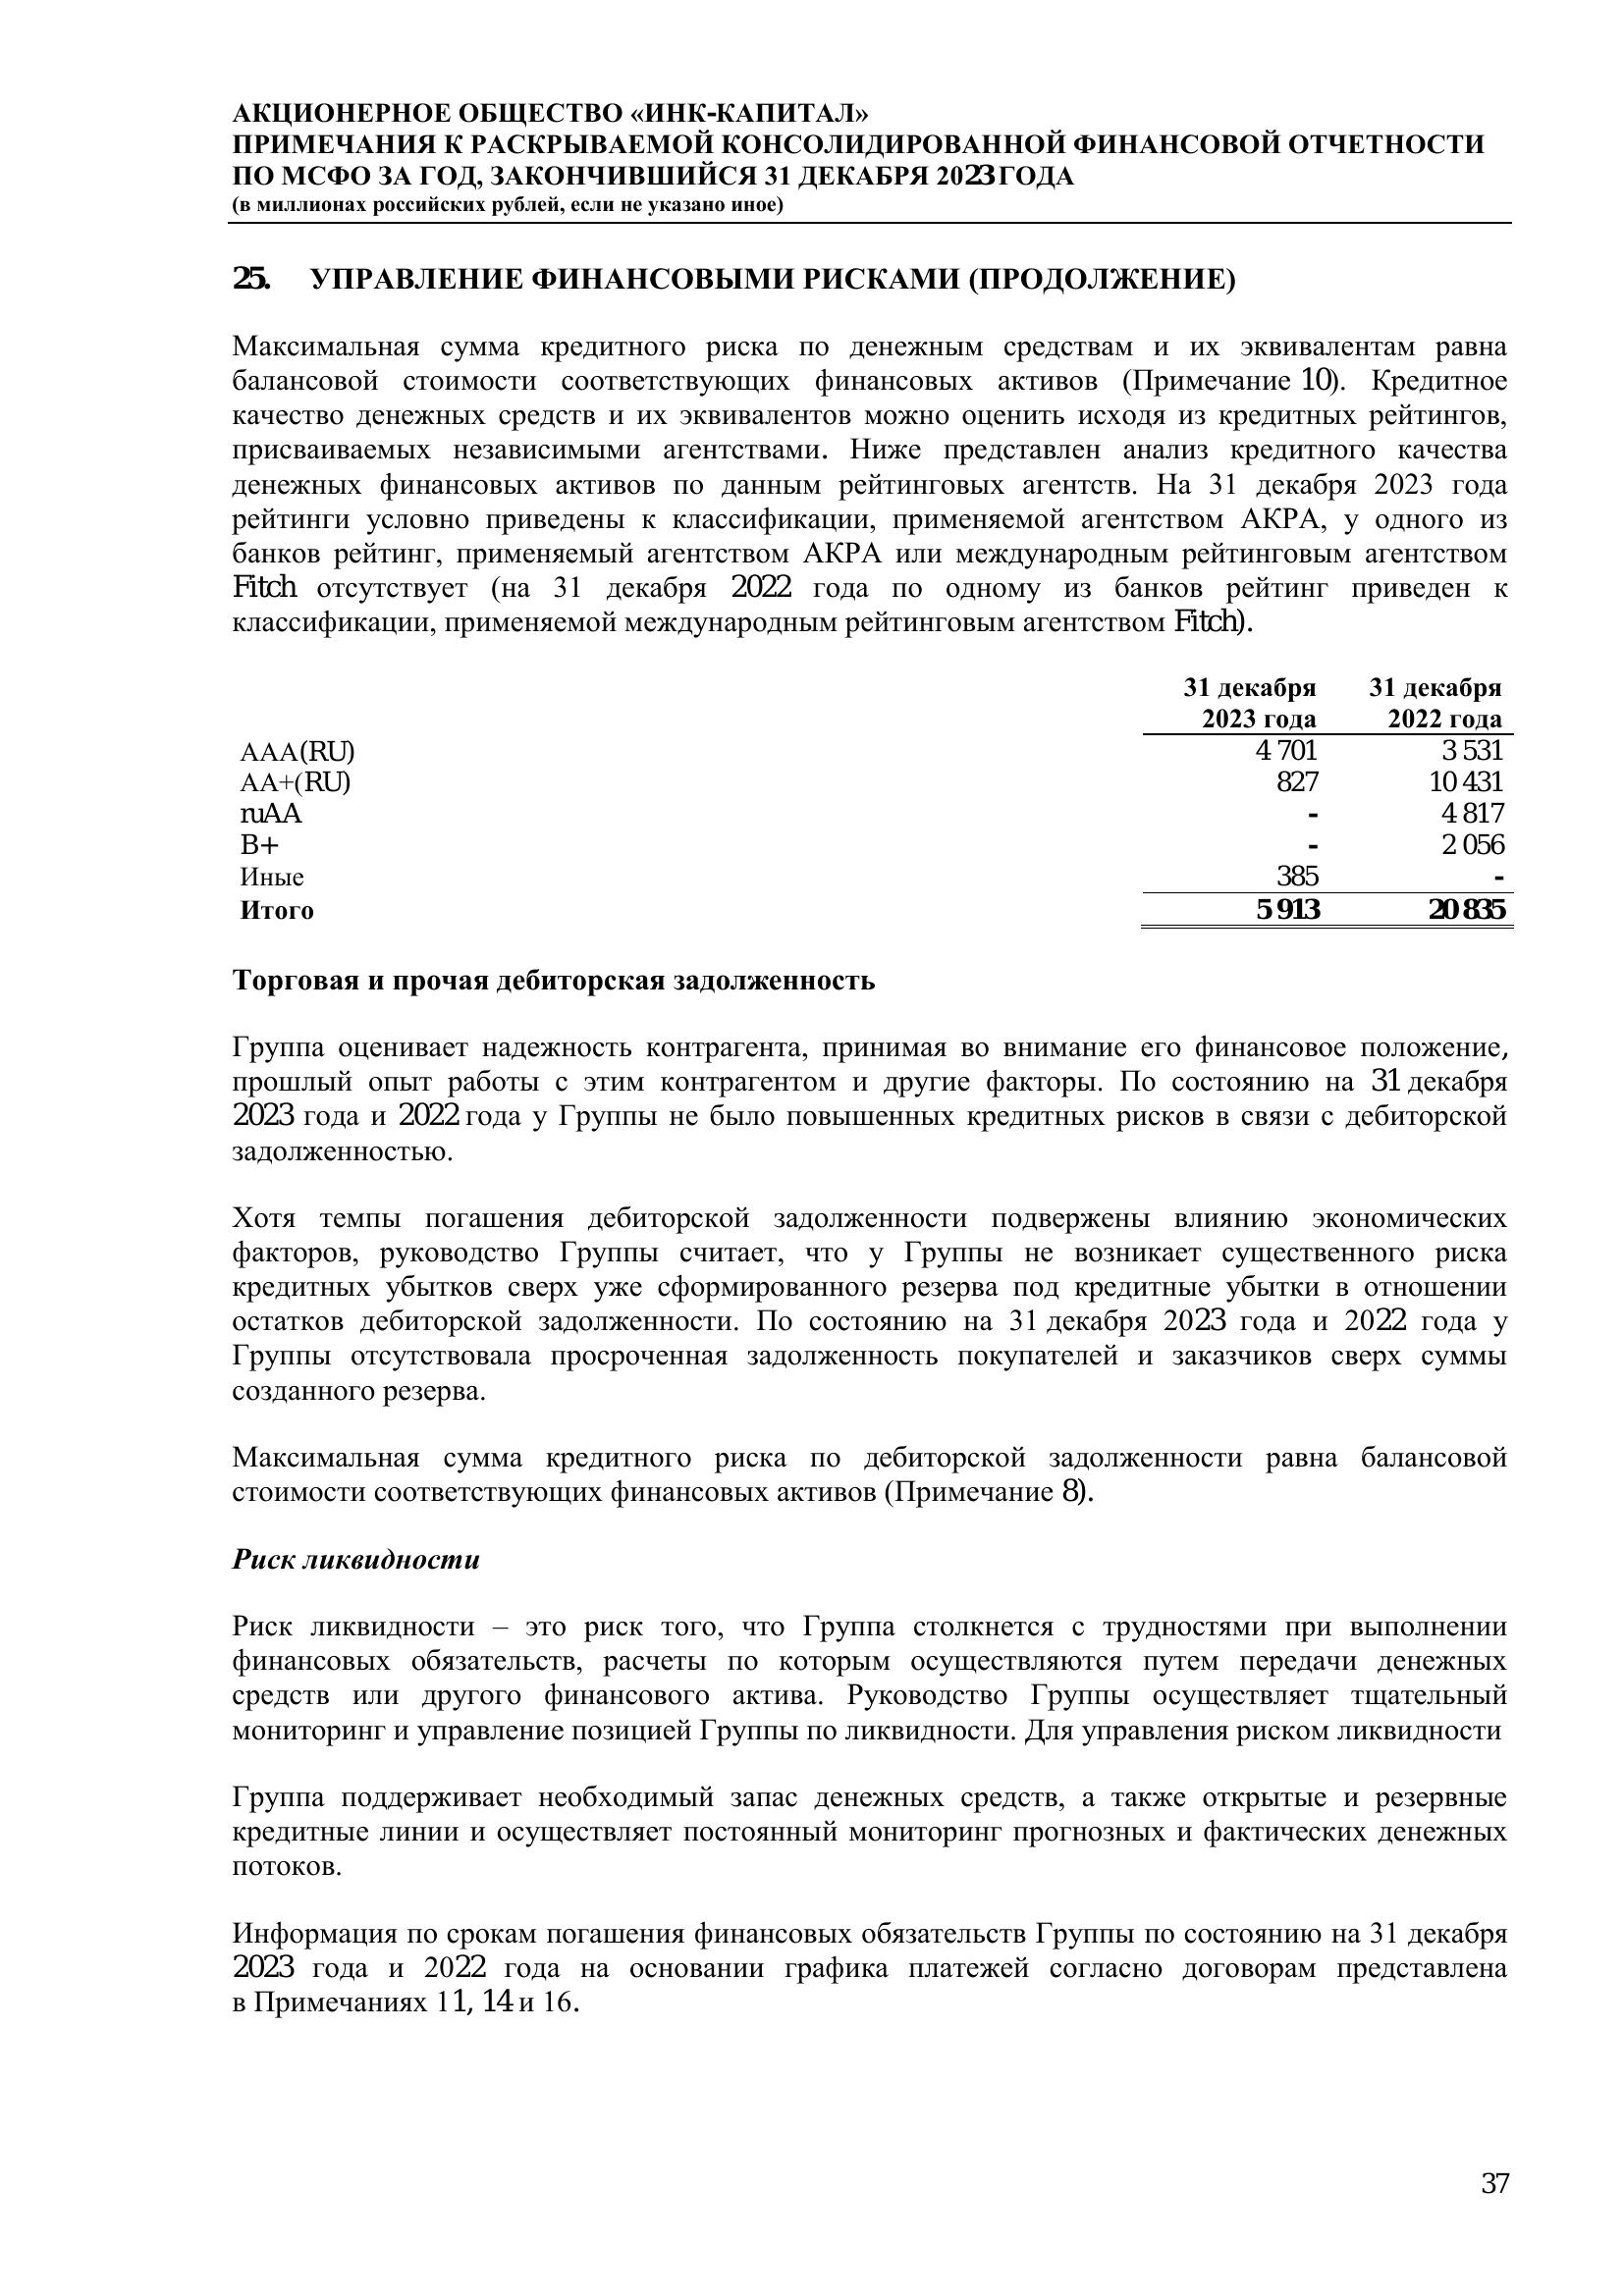 АКЦИОНЕРНОЕ ОБЩЕСТВО «ИНК-КАПИТАЛ»
ПРИМЕЧАНИЯ К РАСКРЫВАЕМОЙ КОНСОЛИДИРОВАННОЙ ФИНАНСОВОЙ ОТЧЕТНОСТИ
ПО МСФО ЗА ГОД, ЗАКОНЧИВШИЙСЯ 31 ДЕКАБРЯ 2023 ГОДА
(в миллионах российских рублей, если не указано иное)
25. УПРАВЛЕНИЕ ФИНАНСОВЫМИ РИСКАМИ (ПРОДОЛЖЕНИЕ)
Максимальная сумма кредитного риска по денежным средствам и их эквивалентам равна
балансовой стоимости соответствующих финансовых активов (Примечание 10). Кредитное
качество денежных средств и их эквивалентов можно оценить исходя из кредитных рейтингов,
присваиваемых независимыми агентствами. Ниже представлен анализ кредитного качества
денежных финансовых активов по данным рейтинговых агентств. На 31 декабря 2023 года
рейтинги условно приведены к классификации, применяемой агентством АКРА, у одного из
банков рейтинг, применяемый агентством АКРА или международным рейтинговым агентством
Fitch отсутствует (на 31 декабря 2022 года по одному из банков рейтинг приведен к
классификации, применяемой международным рейтинговым агентством Fitch).
31 декабря 31 декабря
2023 года 2022 года
AAA(RU) 4 701 3 531
AA+(RU) 827 10 431
ruAA - 4 817
B+ - 2 056
Иные 385 -
Итого 5 913 20 835
Торговая и прочая дебиторская задолженность
Группа оценивает надежность контрагента, принимая во внимание его финансовое положение,
прошлый опыт работы с этим контрагентом и другие факторы. По состоянию на 31 декабря
2023 года и 2022 года у Группы не было повышенных кредитных рисков в связи с дебиторской
задолженностью.
Хотя темпы погашения дебиторской задолженности подвержены влиянию экономических
факторов, руководство Группы считает, что у Группы не возникает существенного риска
кредитных убытков сверх уже сформированного резерва под кредитные убытки в отношении
остатков дебиторской задолженности. По состоянию на 31 декабря 2023 года и 2022 года у
Группы отсутствовала просроченная задолженность покупателей и заказчиков сверх суммы
созданного резерва.
Максимальная сумма кредитного риска по дебиторской задолженности равна балансовой
стоимости соответствующих финансовых активов (Примечание 8).
Риск ликвидности
Риск ликвидности – это риск того, что Группа столкнется с трудностями при выполнении
финансовых обязательств, расчеты по которым осуществляются путем передачи денежных
средств или другого финансового актива. Руководство Группы осуществляет тщательный
мониторинг и управление позицией Группы по ликвидности. Для управления риском ликвидности
Группа поддерживает необходимый запас денежных средств, а также открытые и резервные
кредитные линии и осуществляет постоянный мониторинг прогнозных и фактических денежных
потоков.
Информация по срокам погашения финансовых обязательств Группы по состоянию на 31 декабря
2023 года и 2022 года на основании графика платежей согласно договорам представлена
в Примечаниях 11, 14 и 16.
37